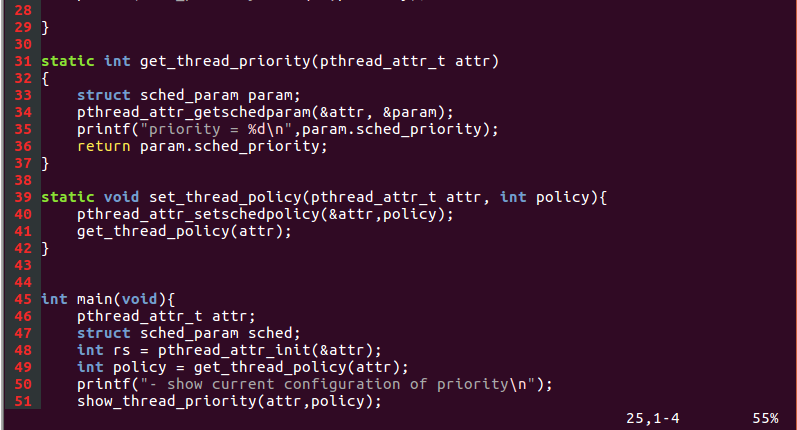 28
29 }
30
31 static int get_thread_priority(pthread_attr_t attr)
32 {
33     struct sched_param param;
34     pthread_attr_getschedparam(&attr, &param);
35     printf("priority = %d\n",param.sched_priority);
36     return param.sched_priority;
37 }
38
39 static void set_thread_policy(pthread_attr_t attr, int policy){
40     pthread_attr_setschedpolicy(&attr,policy);
41     get_thread_policy(attr);
42 }
43
44
45 int main(void){
46     pthread_attr_t attr;
47     struct sched_param sched;
48     int rs = pthread_attr_init(&attr);
49     int policy = get_thread_policy(attr);
50     printf("- show current configuration of priority\n");
51     show_thread_priority(attr,policy);
25,1-4 55%